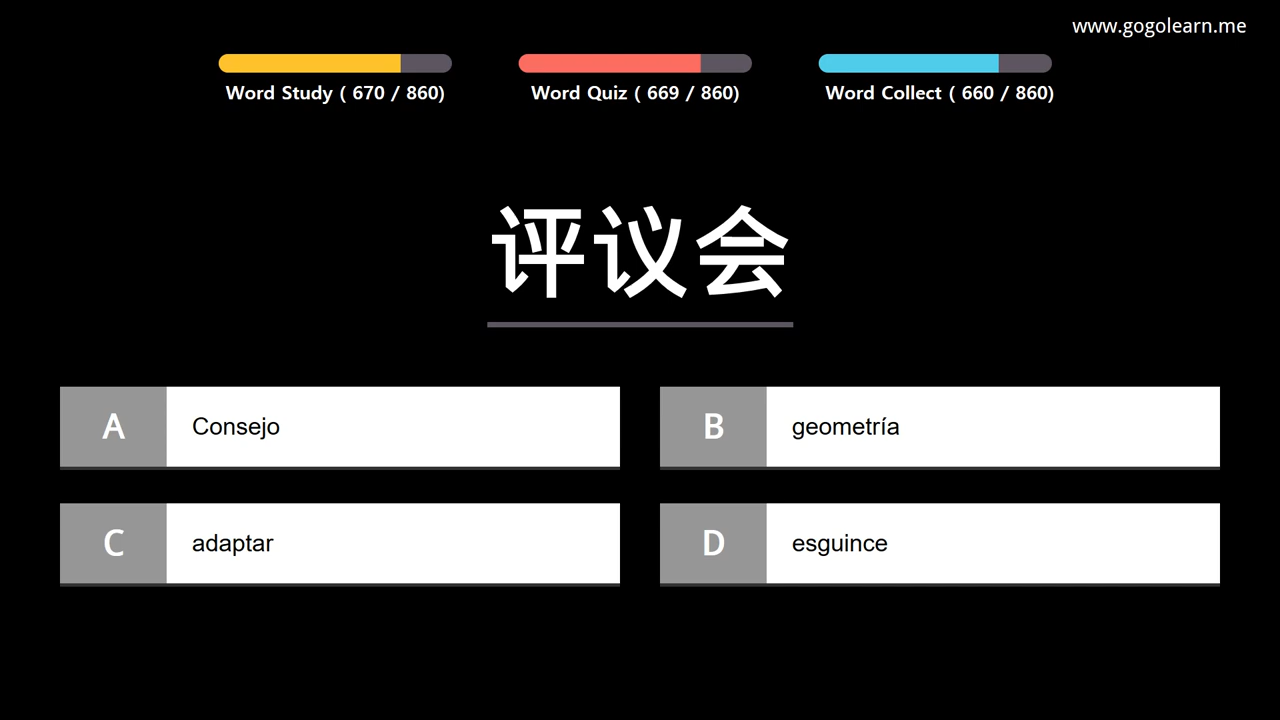 www.gogolearn.me
Word Study ( 670 / 860)
Word Quiz ( 669 / 860)
Word Collect ( 660 / 860)
评议会
A Consejo
B geometría
C adaptar
D esguince